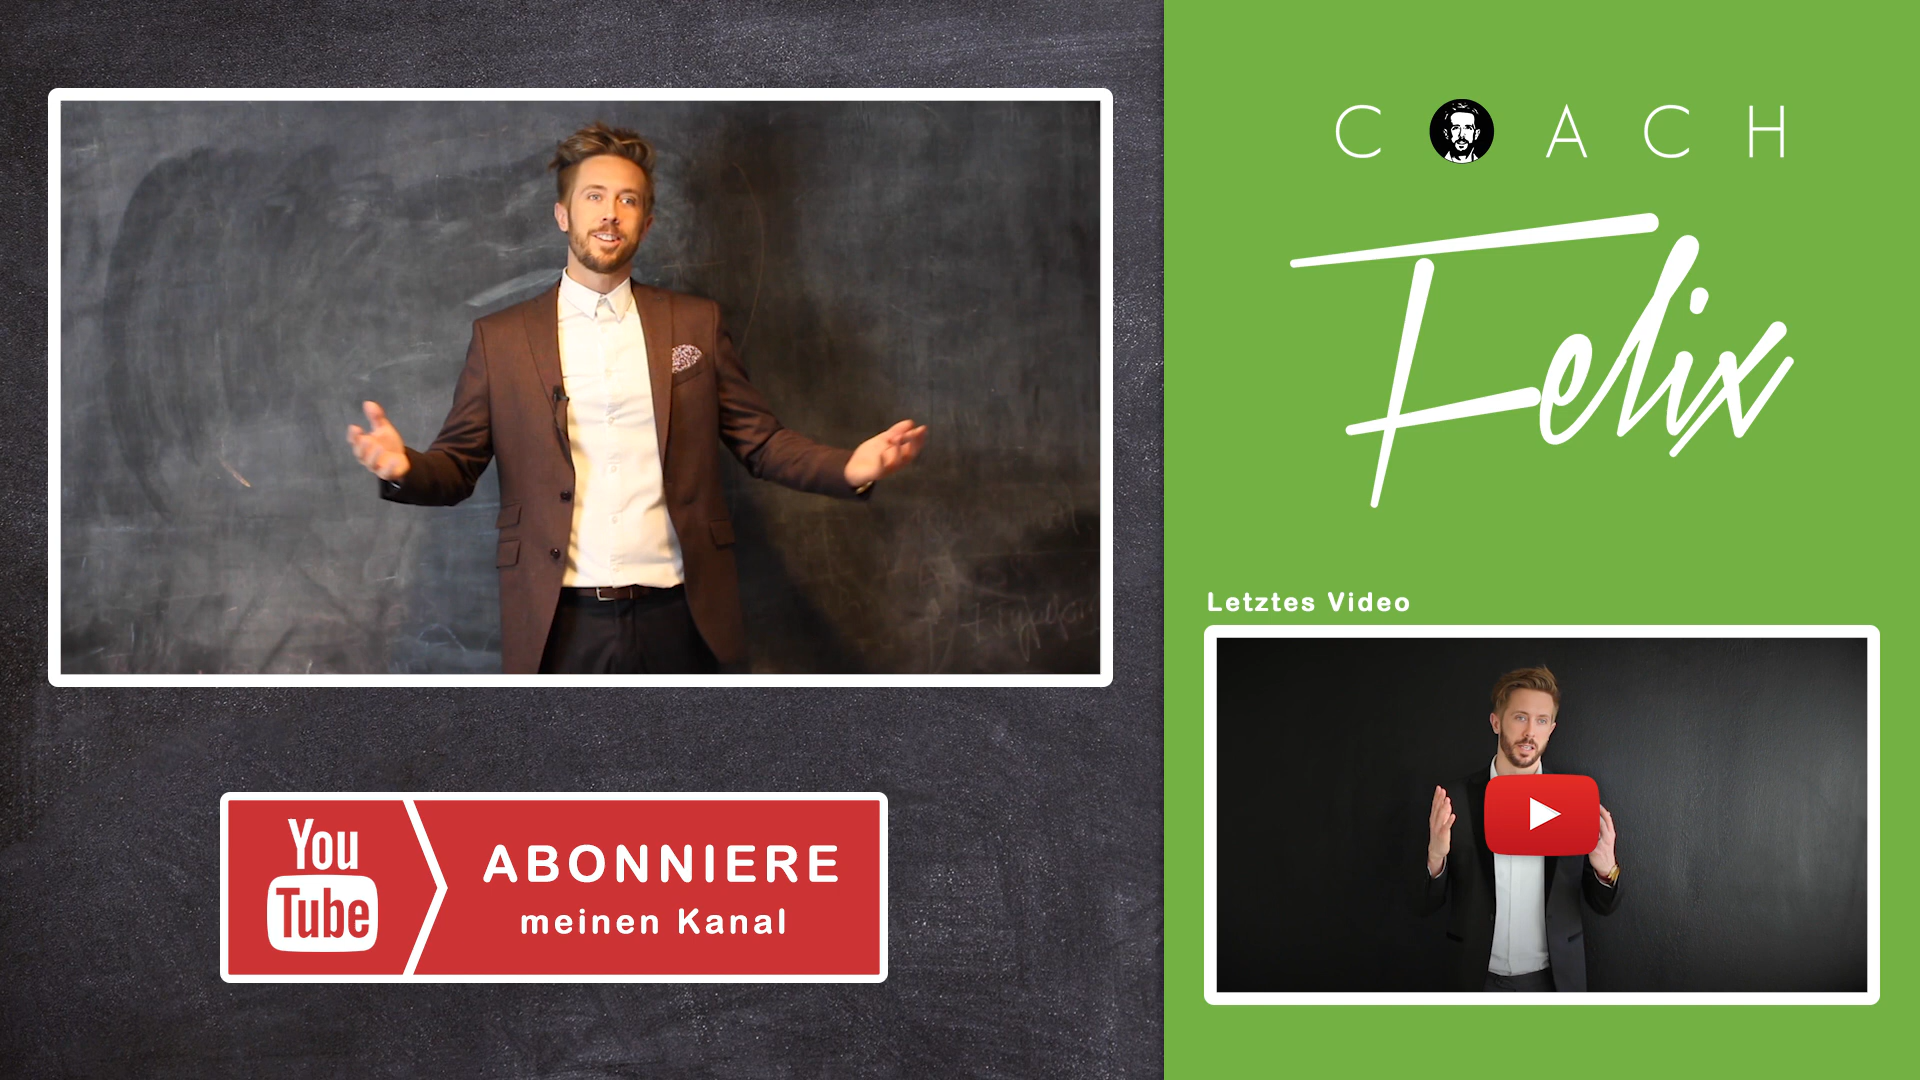 C O A C H
Felix
Letztes Video
You
Tube
ABONNIERE
meinen Kanal